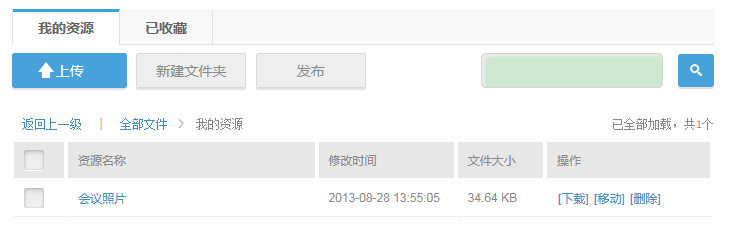 我的资源 已收藏
上传 新建文件夹 发布
返回上一级 | 全部文件 > 我的资源 已全部加载，共1个
资源名称 修改时间 文件大小 操作
会议照片 2013-08-28 13:55:05 34.64 KB [下载] [移动] [删除]